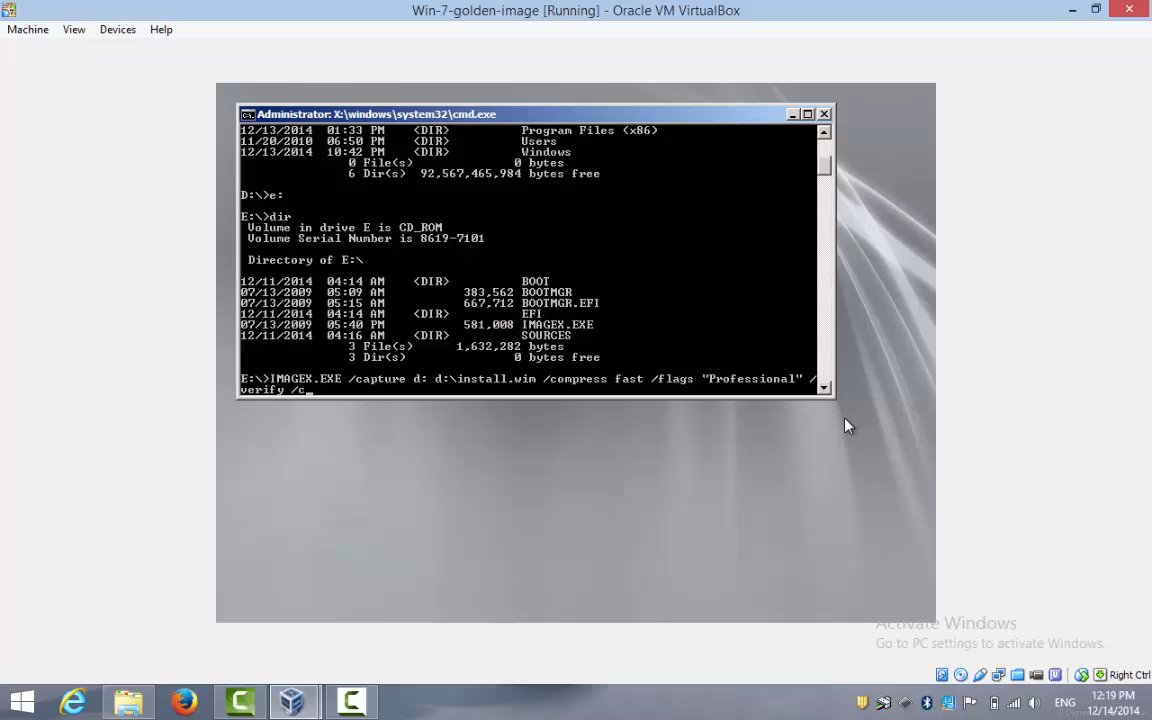 Win-7-golden-image [Running] - Oracle VM VirtualBox
Machine View Devices Help
Administrator: X:\windows\system32\cmd.exe
12/13/2014 01:33 PM <DIR> Program Files (x86)
11/20/2010 06:50 PM <DIR> Users
12/13/2014 10:42 PM <DIR> Windows
0 File(s) 0 bytes
6 Dir(s) 92,567,465,984 bytes free
D:\>e:
E:\>dir
Volume in drive E is CD_ROM
Volume Serial Number is 8619-7101
Directory of E:\
12/11/2014 04:14 AM <DIR> BOOT
07/13/2009 05:09 AM 383,562 BOOTMGR
07/13/2009 05:15 AM 667,712 BOOTMGR.EFI
12/11/2014 04:14 AM <DIR> EFI
07/13/2009 05:40 PM 581,008 IMAGEX.EXE
12/11/2014 04:16 AM <DIR> SOURCES
3 File(s) 1,632,282 bytes
3 Dir(s) 0 bytes free
E:\>IMAGEX.EXE /capture d: d:\install.wim /compress fast /flags "Professional" /
verify /c_
Activate Windows
Go to PC settings to activate Windows.
Right Ctrl
ENG
12:19 PM
12/14/2014